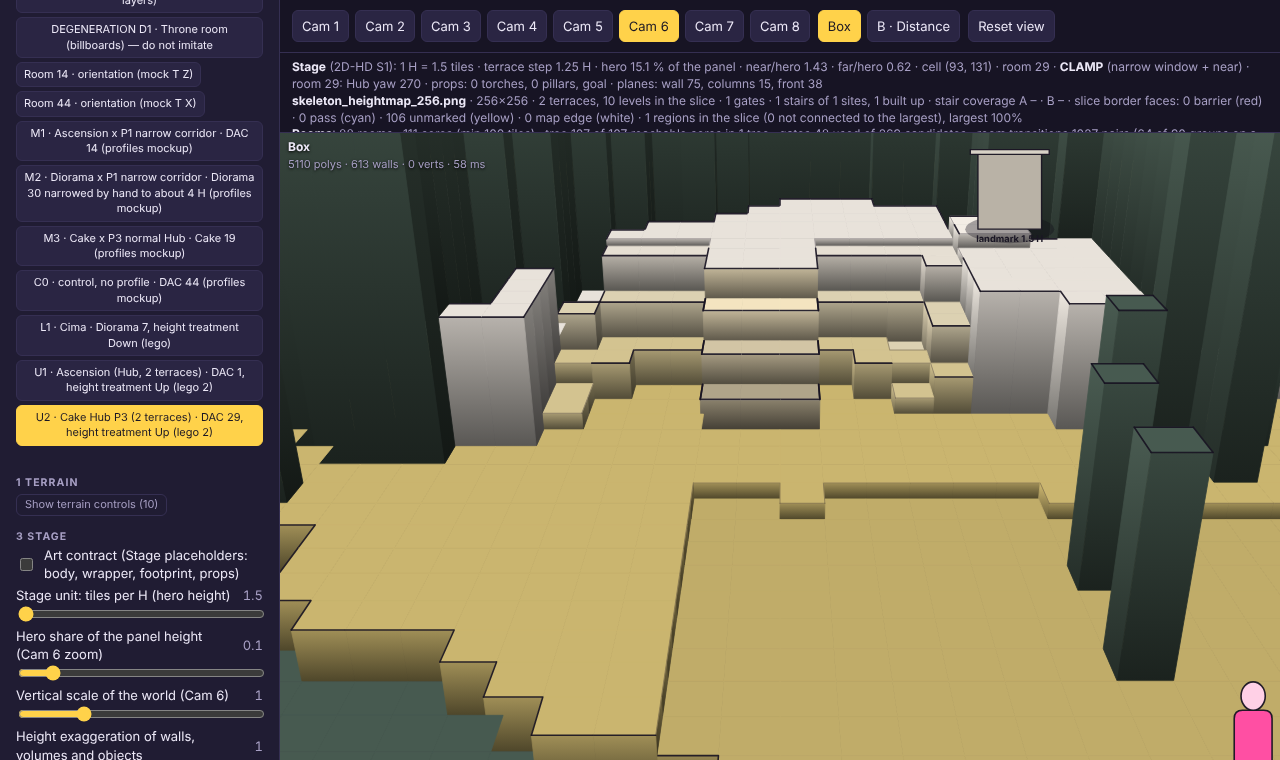 layers)
DEGENERATION D1 · Throne room
(billboards) — do not imitate
Room 14 · orientation (mock T Z)
Room 44 · orientation (mock T X)
M1 · Ascension x P1 narrow corridor · DAC
14 (profiles mockup)
M2 · Diorama x P1 narrow corridor · Diorama
30 narrowed by hand to about 4 H (profiles
mockup)
M3 · Cake x P3 normal Hub · Cake 19
(profiles mockup)
C0 · control, no profile · DAC 44 (profiles
mockup)
L1 · Cima · Diorama 7, height treatment
Down (lego)
U1 · Ascension (Hub, 2 terraces) · DAC 1,
height treatment Up (lego 2)
U2 · Cake Hub P3 (2 terraces) · DAC 29,
height treatment Up (lego 2)
1 TERRAIN
Show terrain controls (10)
3 STAGE
Art contract (Stage placeholders:
body, wrapper, footprint, props)
Stage unit: tiles per H (hero height) 1.5
Hero share of the panel height
(Cam 6 zoom) 0.1
Vertical scale of the world (Cam 6) 1
Height exaggeration of walls,
volumes and objects 1
Cam 1 Cam 2 Cam 3 Cam 4 Cam 5 Cam 6 Cam 7 Cam 8 Box B · Distance Reset view
Stage (2D-HD S1): 1 H = 1.5 tiles · terrace step 1.25 H · hero 15.1 % of the panel · near/hero 1.43 · far/hero 0.62 · cell (93, 131) · room 29 · CLAMP (narrow window + near) ·
room 29: Hub yaw 270 · props: 0 torches, 0 pillars, goal · planes: wall 75, columns 15, front 38
skeleton_heightmap_256.png · 256×256 · 2 terraces, 10 levels in the slice · 1 gates · 1 stairs of 1 sites, 1 built up · stair coverage A – · B – · slice border faces: 0 barrier (red)
· 0 pass (cyan) · 106 unmarked (yellow) · 0 map edge (white) · 1 regions in the slice (0 not connected to the largest), largest 100%
Box
5110 polys · 613 walls · 0 verts · 58 ms
landmark